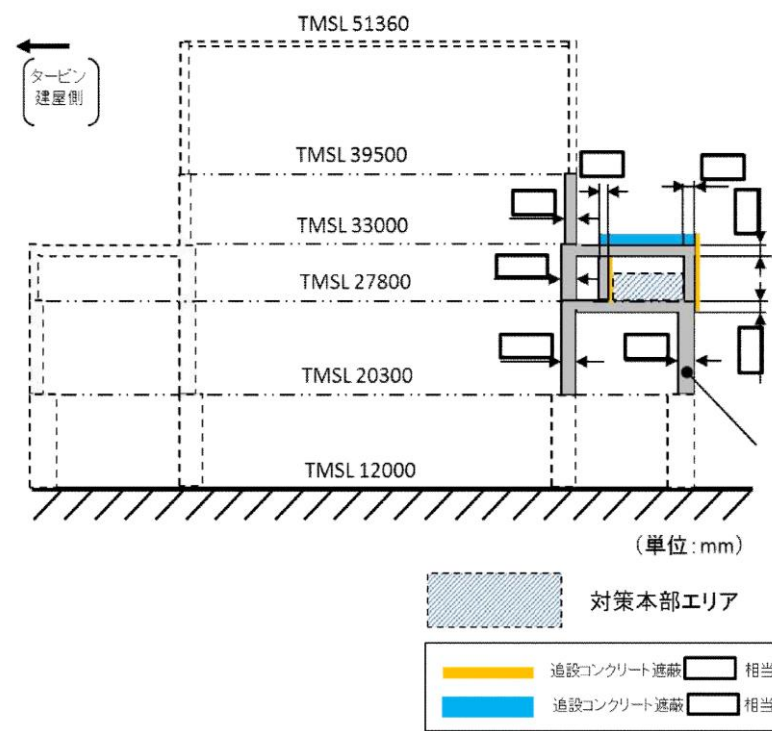 TMSL 51360
タービン
建屋側
TMSL 39500
TMSL 33000
TMSL 27800
TMSL 20300
TMSL 12000
（単位：mm）
対策本部エリア
追設コンクリート遮蔽 相当
追設コンクリート遮蔽 相当